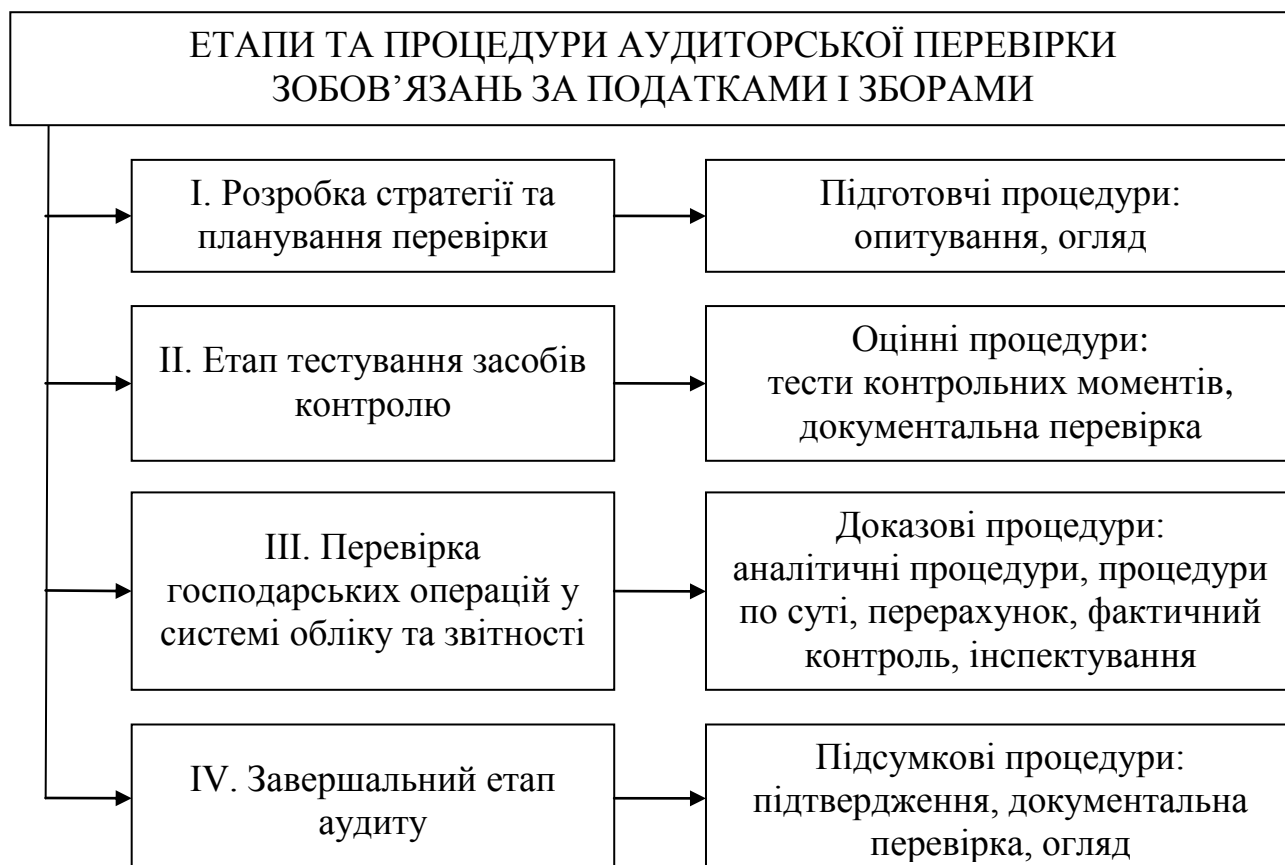 ЕТАПИ ТА ПРОЦЕДУРИ АУДИТОРСЬКОЇ ПЕРЕВІРКИ
ЗОБОВ’ЯЗАНЬ ЗА ПОДАТКАМИ І ЗБОРАМИ
І. Розробка стратегії та
планування перевірки
Підготовчі процедури:
опитування, огляд
ІІ. Етап тестування засобів
контролю
Оцінні процедури:
тести контрольних моментів,
документальна перевірка
ІІІ. Перевірка
господарських операцій у
системі обліку та звітності
Доказові процедури:
аналітичні процедури, процедури
по суті, перерахунок, фактичний
контроль, інспектування
IV. Завершальний етап
аудиту
Підсумкові процедури:
підтвердження, документальна
перевірка, огляд